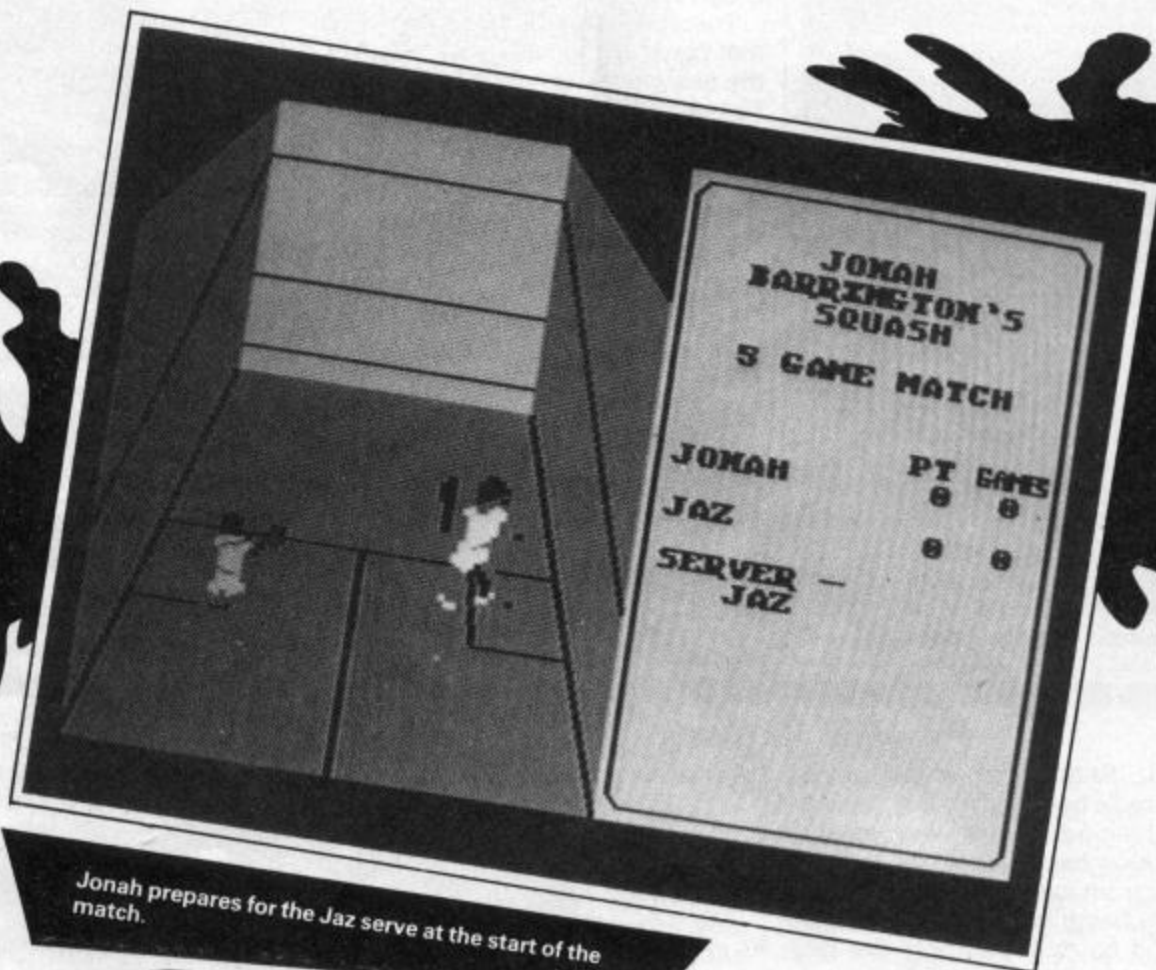 JONAH
BARRINGTON'S
SQUASH
5 GAME MATCH
PT GAMES
JONAH 0 0
JAZ 0 0
SERVER —
JAZ
Jonah prepares for the Jaz serve at the start of the
match.